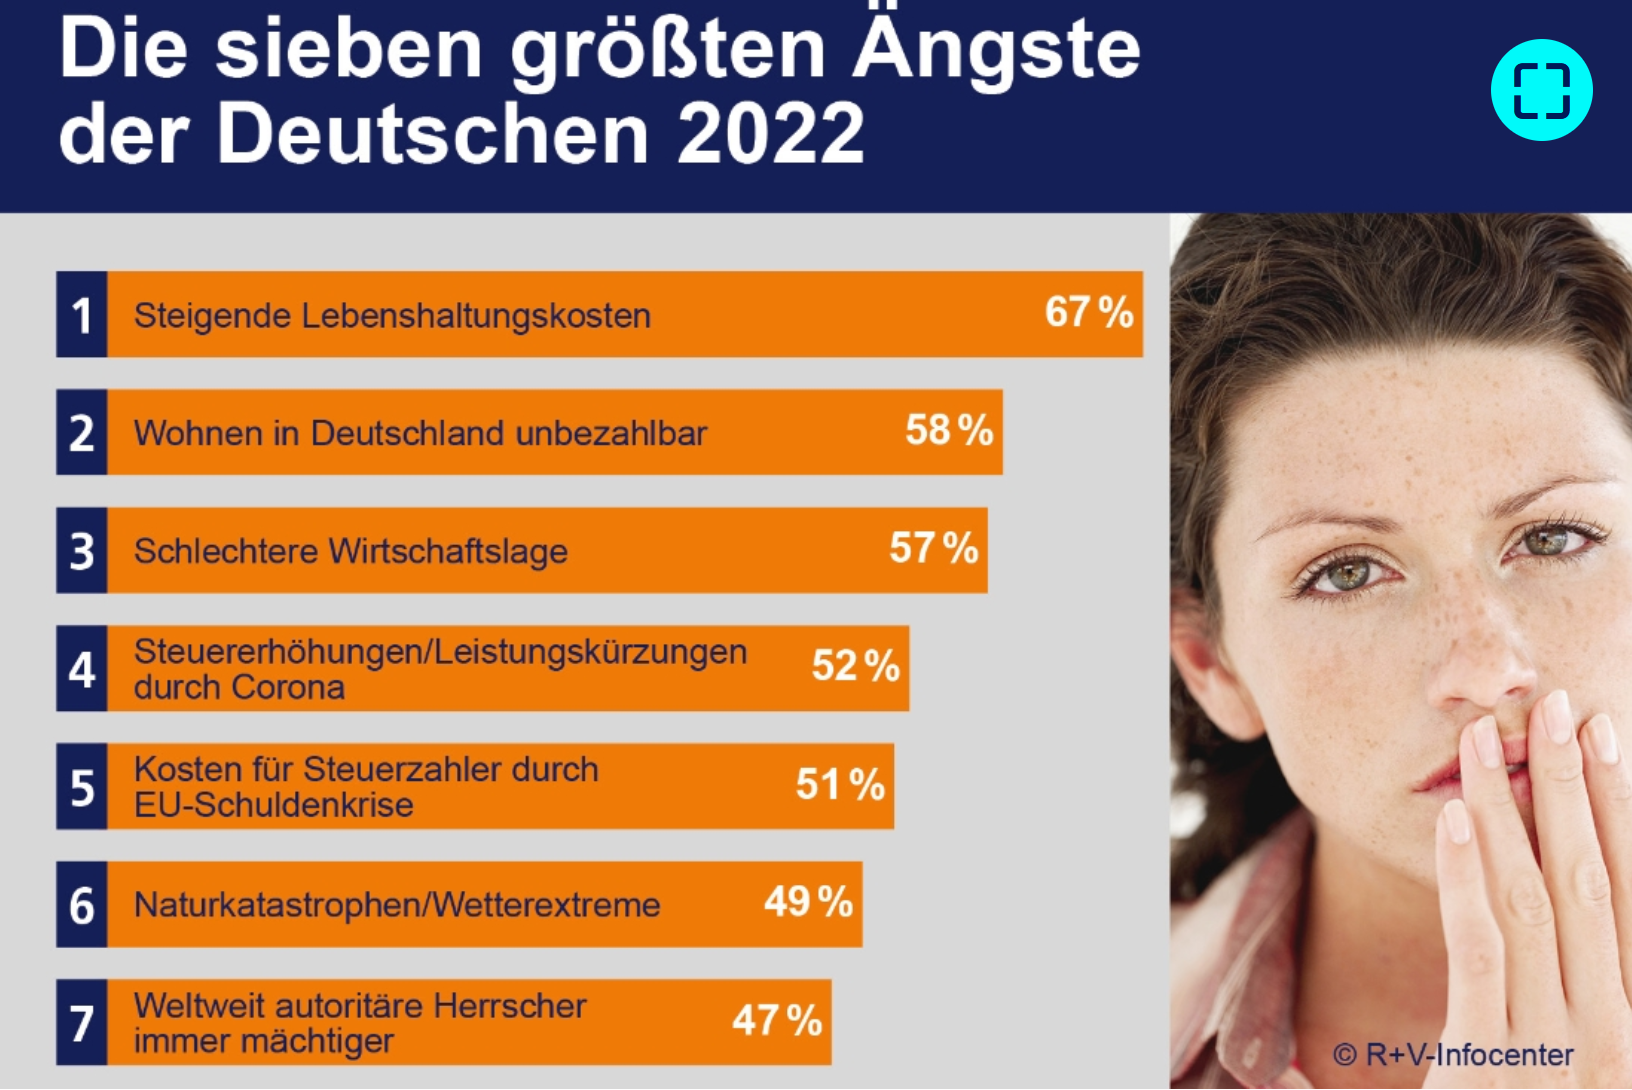 Die sieben größten Ängste
der Deutschen 2022
1 Steigende Lebenshaltungskosten 67 %
2 Wohnen in Deutschland unbezahlbar 58 %
3 Schlechtere Wirtschaftslage 57 %
4 Steuererhöhungen/Leistungskürzungen
durch Corona 52 %
5 Kosten für Steuerzahler durch
EU-Schuldenkrise 51 %
6 Naturkatastrophen/Wetterextreme 49 %
7 Weltweit autoritäre Herrscher
immer mächtiger 47 %
© R+V-Infocenter